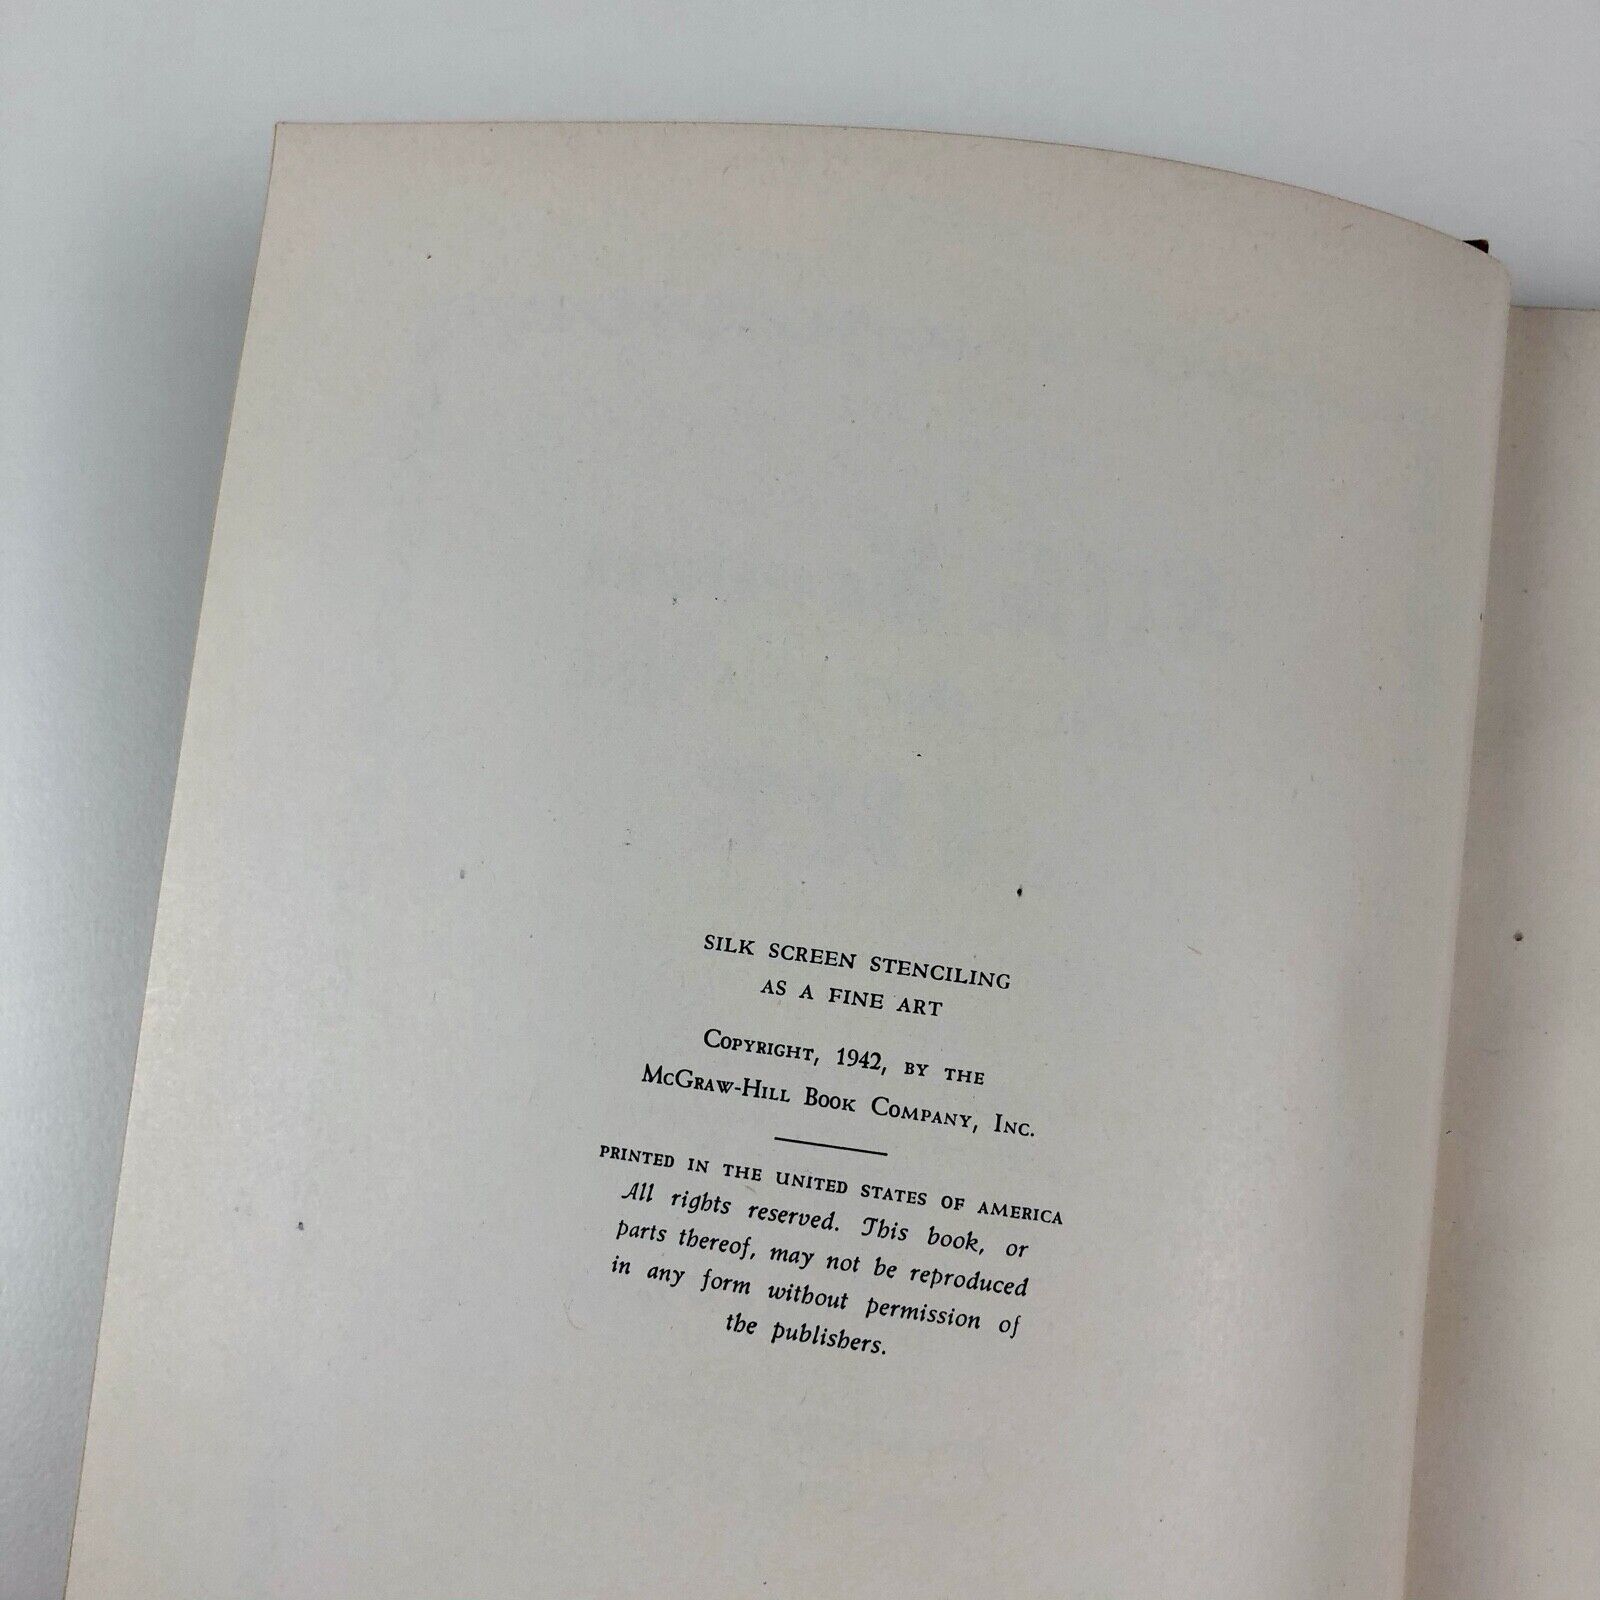 SILK SCREEN STENCILING
AS A FINE ART
COPYRIGHT, 1942, BY THE
MCGRAW-HILL BOOK COMPANY, INC.
PRINTED IN THE UNITED STATES OF AMERICA
All rights reserved. This book, or
parts thereof, may not be reproduced
in any form without permission of
the publishers.